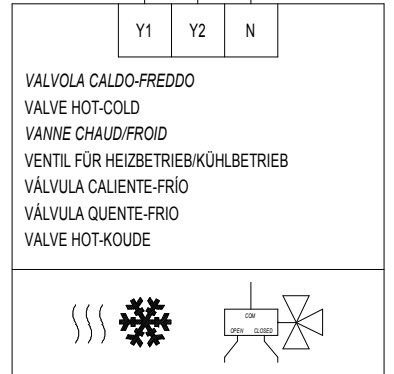 Y1 Y2 N
VALVOLA CALDO-FREDDO
VALVE HOT-COLD
VANNE CHAUD/FROID
VENTIL FÜR HEIZBETRIEB/KÜHLBETRIEB
VÁLVULA CALIENTE-FRÍO
VÁLVULA QUENTE-FRIO
VALVE HOT-KOUDE
COM
OPEN CLOSED